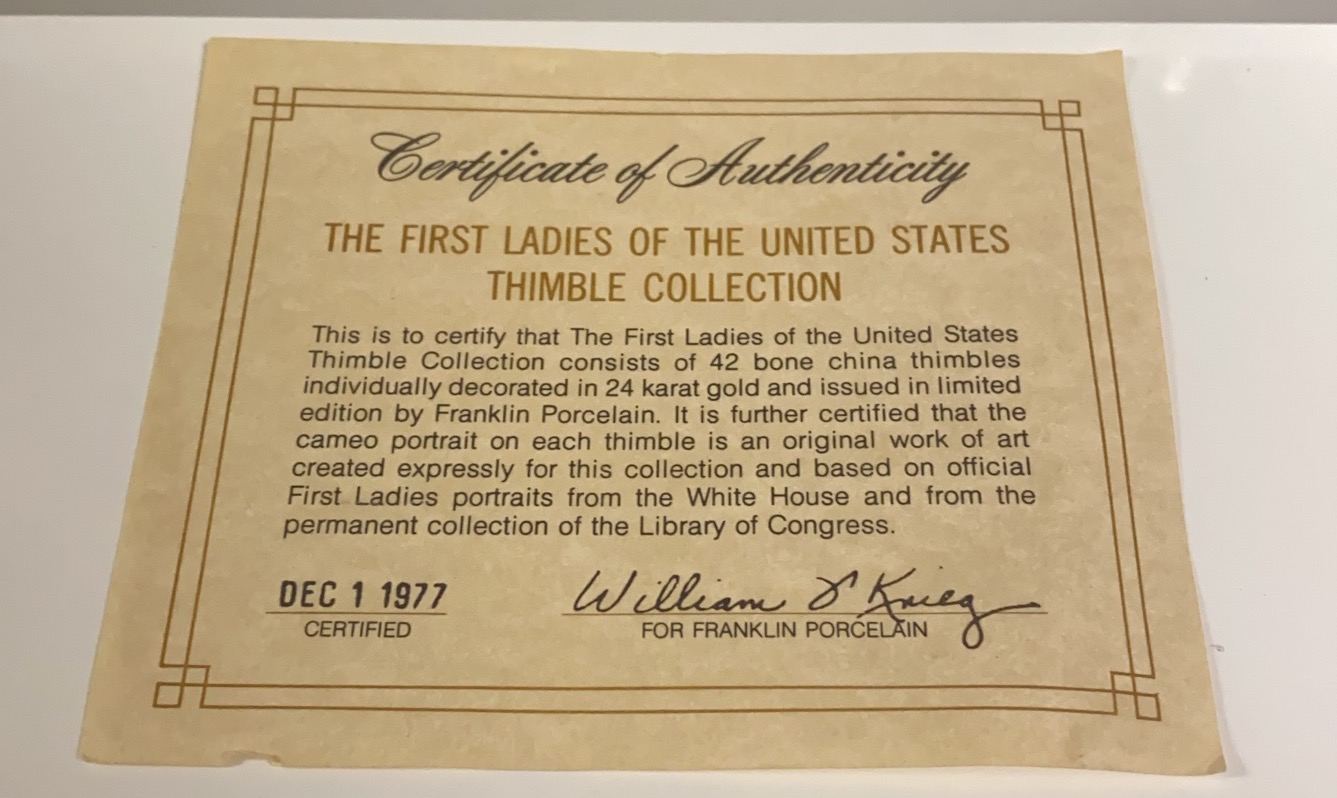 Certificate of Authenticity
THE FIRST LADIES OF THE UNITED STATES
THIMBLE COLLECTION
This is to certify that The First Ladies of the United States
Thimble Collection consists of 42 bone china thimbles
individually decorated in 24 karat gold and issued in limited
edition by Franklin Porcelain. It is further certified that the
cameo portrait on each thimble is an original work of art
created expressly for this collection and based on official
First Ladies portraits from the White House and from the
permanent collection of the Library of Congress.
DEC 1 1977
CERTIFIED
William Krieg
FOR FRANKLIN PORCELAIN